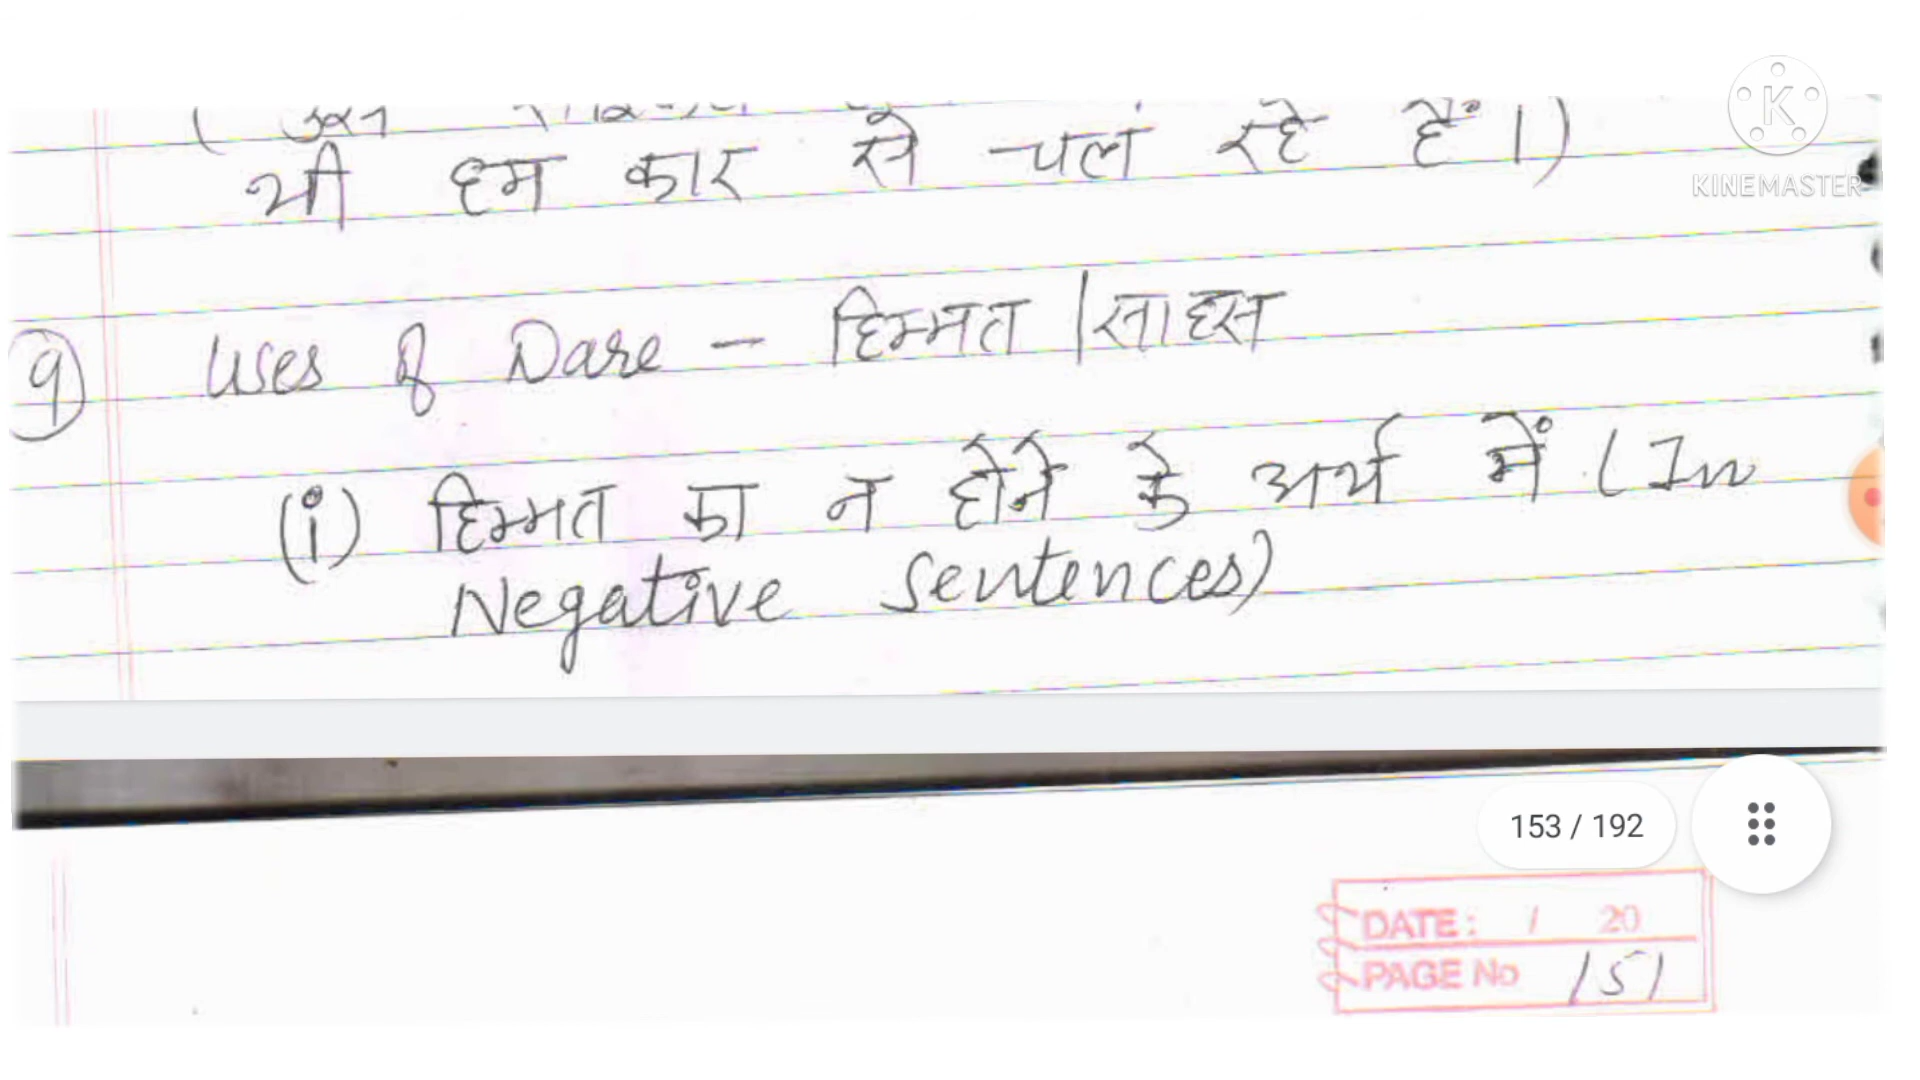 थी हम कार से चल रहे हैं।)
KINEMASTER
9 Uses of Dare - हिम्मत | साहस
(i) हिम्मत का न होने के अर्थ में (In
Negative Sentences)
153 / 192
DATE: / 20
PAGE No 151